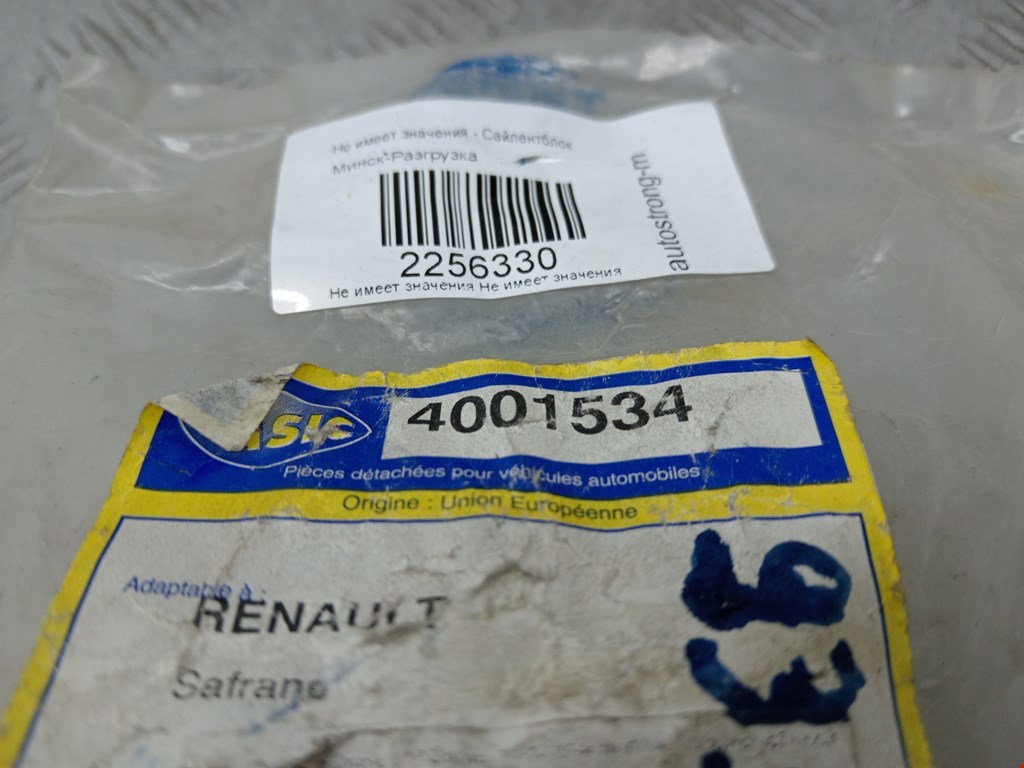 Не имеет значения - Сайлентблок
Минск-Разгрузка
2256330
Не имеет значения Не имеет значения
autostrong-m.
4001534
Pièces détachées pour véhicules automobiles
Origine : Union Européenne
Adaptable à :
RENAULT
Safrane